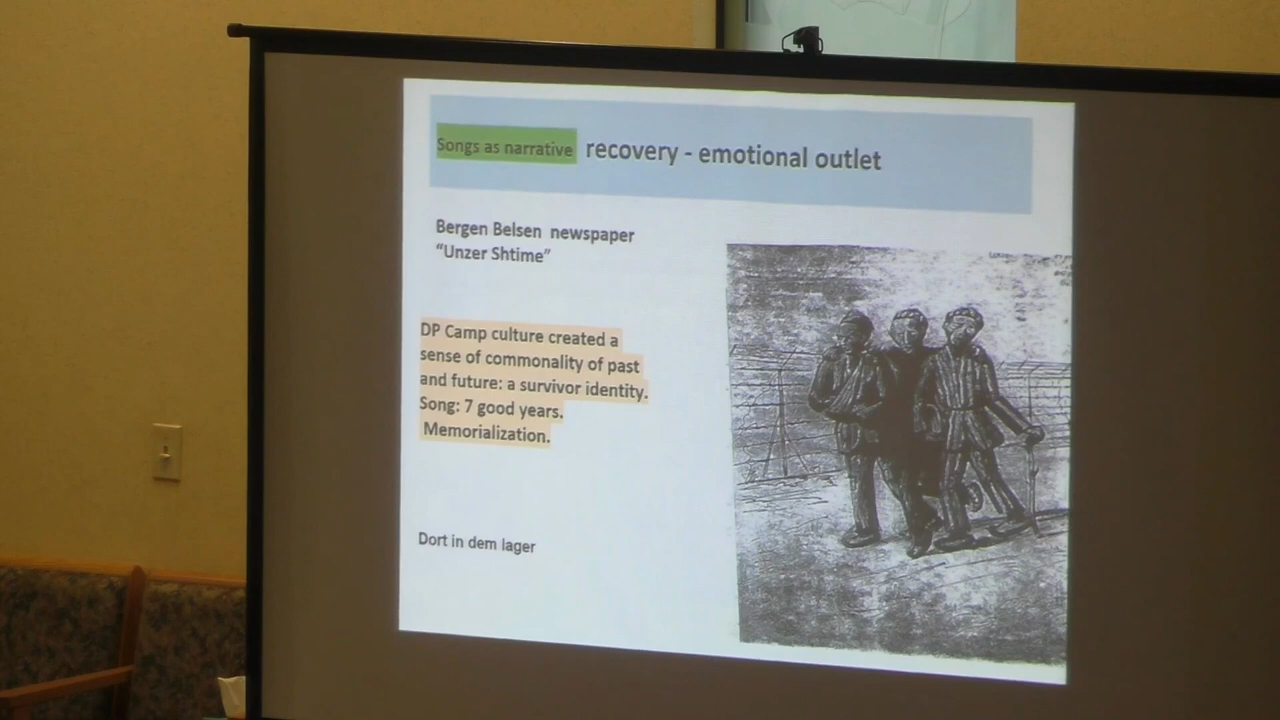 Songs as narrative recovery - emotional outlet
Bergen Belsen newspaper
“Unzer Shtime”
DP Camp culture created a
sense of commonality of past
and future: a survivor identity.
Song: 7 good years.
Memorialization.
Dort in dem lager